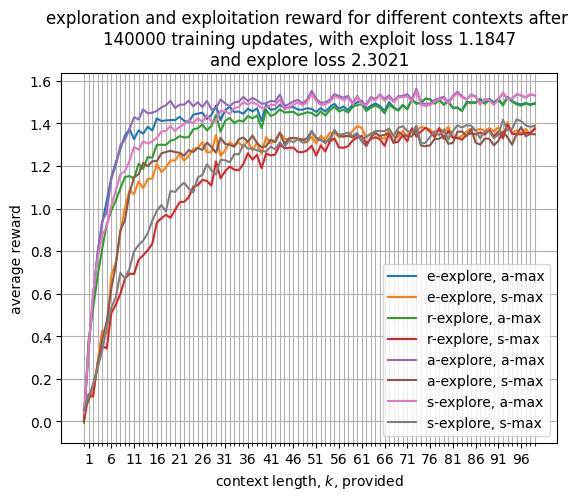 exploration and exploitation reward for different contexts after
140000 training updates, with exploit loss 1.1847
and explore loss 2.3021
1.6
1.4
1.2
1.0
0.8
0.6
0.4
0.2
0.0
average reward
e-explore, a-max
e-explore, s-max
r-explore, a-max
r-explore, s-max
a-explore, a-max
a-explore, s-max
s-explore, a-max
s-explore, s-max
1 6 11 16 21 26 31 36 41 46 51 56 61 66 71 76 81 86 91 96
context length, k, provided